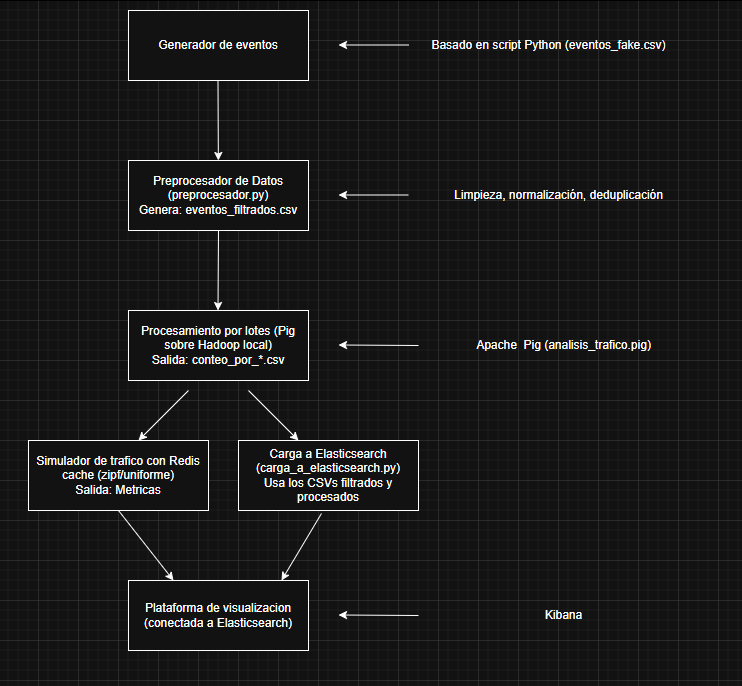 Generador de eventos
Basado en script Python (eventos_fake.csv)
Preprocesador de Datos
(preprocesador.py)
Genera: eventos_filtrados.csv
Limpieza, normalización, deduplicación
Procesamiento por lotes (Pig
sobre Hadoop local)
Salida: conteo_por_*.csv
Apache Pig (analisis_trafico.pig)
Simulador de trafico con Redis
cache (zipf/uniforme)
Salida: Metricas
Carga a Elasticsearch
(carga_a_elasticsearch.py)
Usa los CSVs filtrados y
procesados
Plataforma de visualizacion
(conectada a Elasticsearch)
Kibana